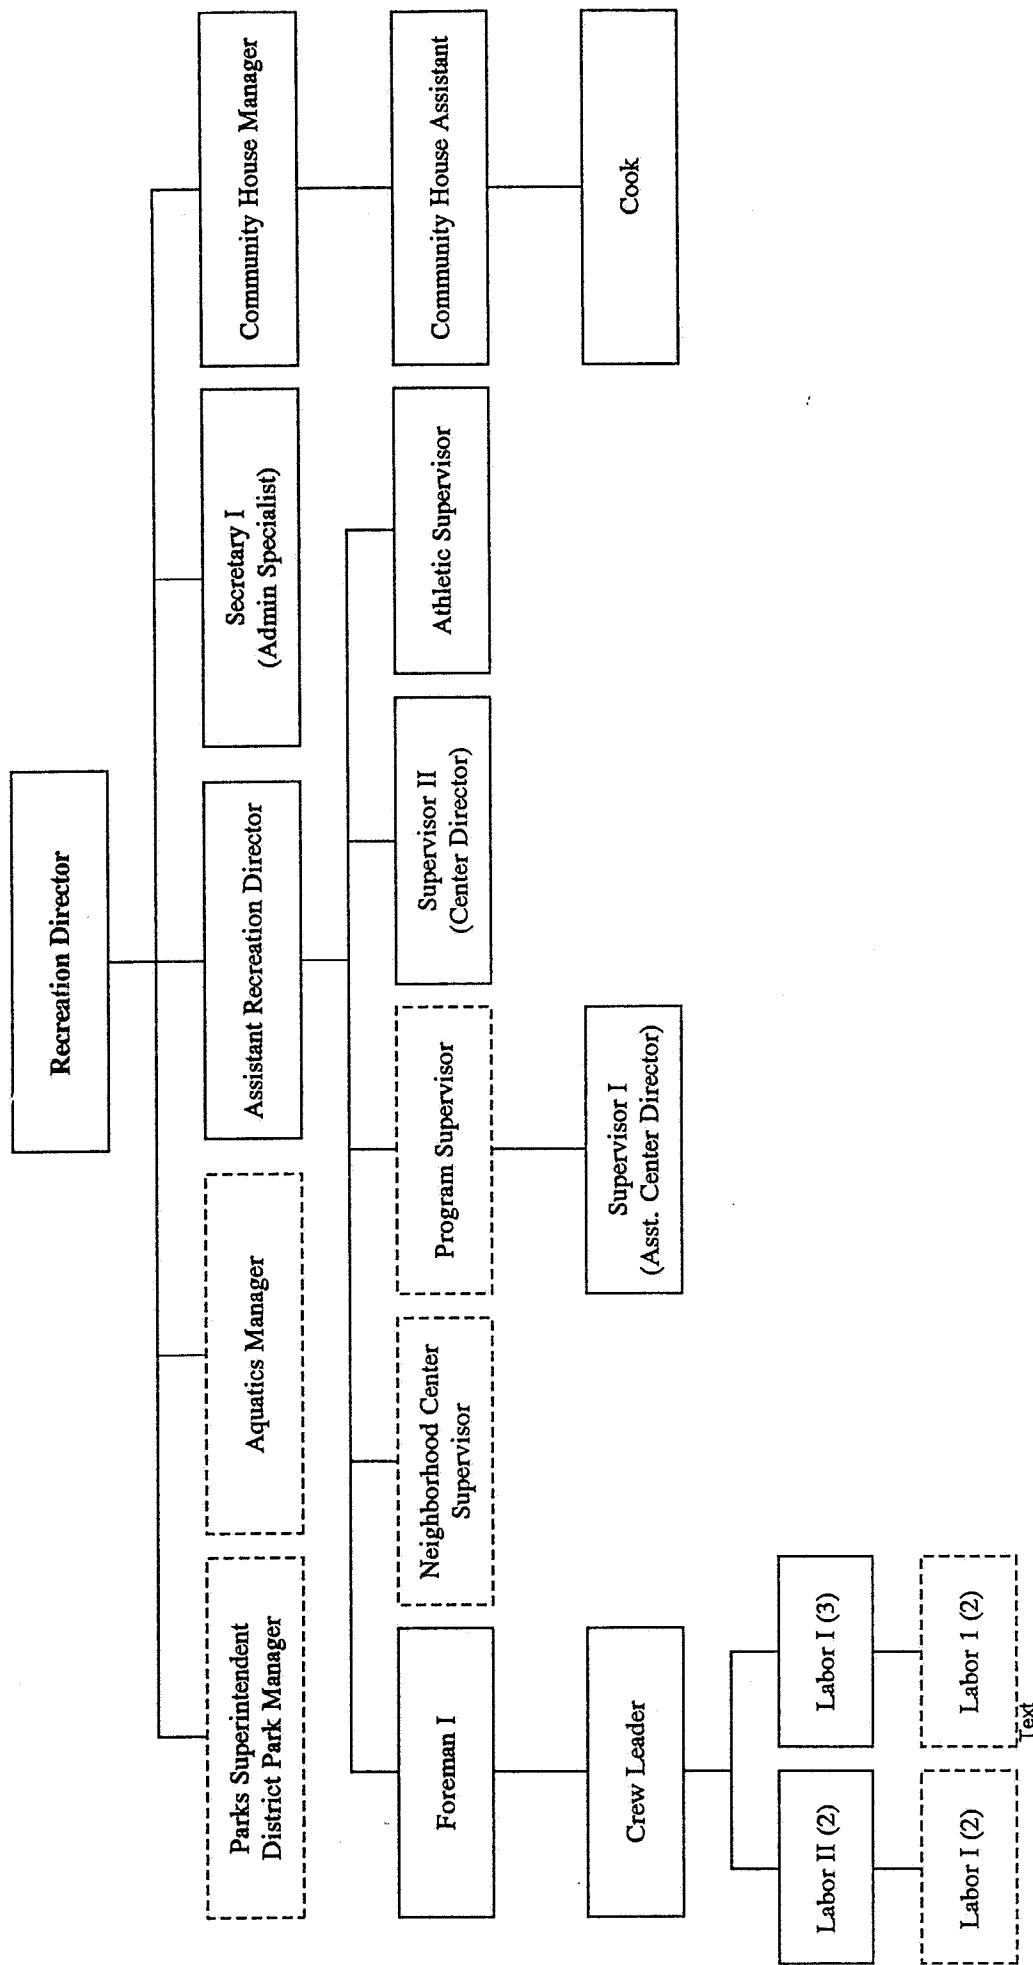 Recreation Director
Parks Superintendent
District Park Manager
Aquatics Manager
Assistant Recreation Director
Secretary I
(Admin Specialist)
Community House Manager
Foreman I
Neighborhood Center
Supervisor
Program Supervisor
Supervisor II
(Center Director)
Athletic Supervisor
Community House Assistant
Crew Leader
Supervisor I
(Asst. Center Director)
Cook
Labor II (2)
Labor I (3)
Labor I (2)
Labor 1 (2)
Text